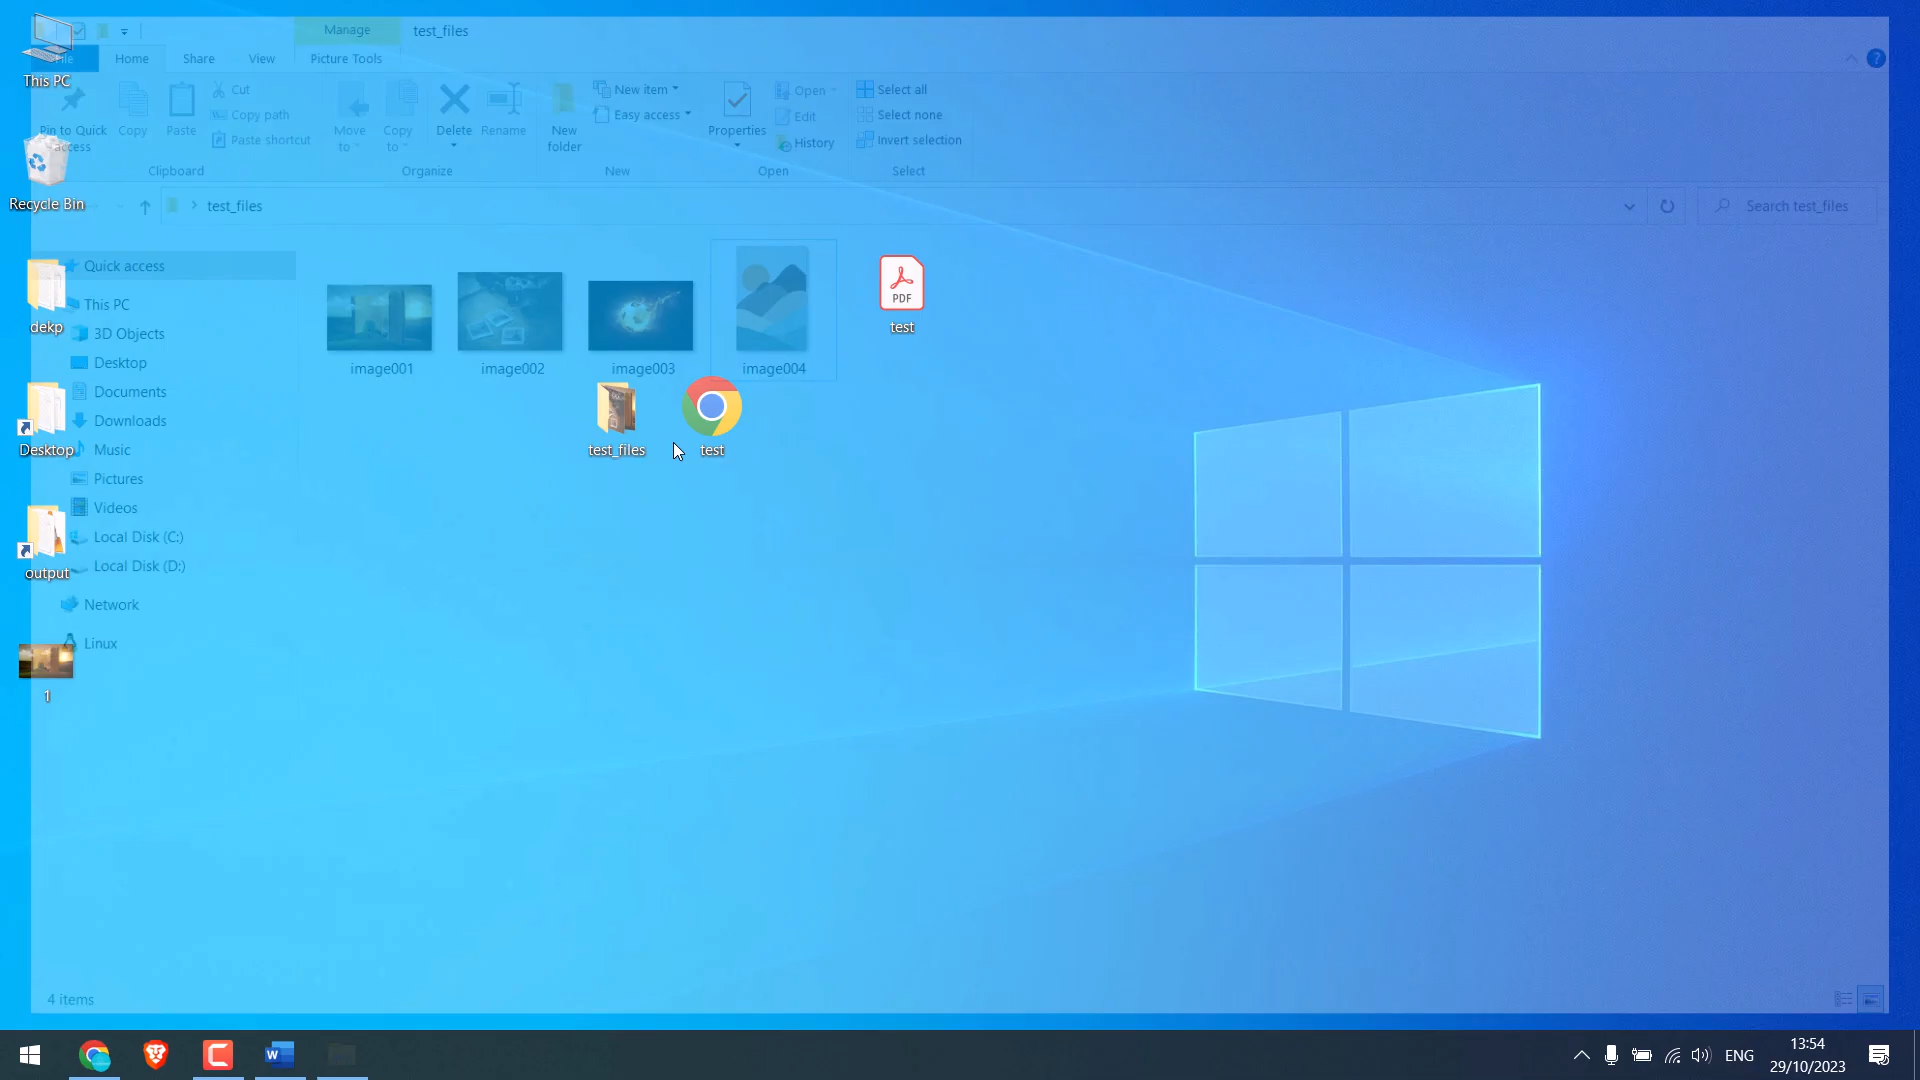 This PC
Recycle Bin
dekp
Desktop
output
1
Manage
test_files
File
Home
Share
View
Picture Tools
Pin to Quick
access
Copy
Paste
Cut
Copy path
Paste shortcut
Clipboard
Move
to
Copy
to
Delete
Rename
Organize
New
folder
New item
Easy access
New
Properties
Open
Edit
History
Open
Select all
Select none
Invert selection
Select
test_files
Search test_files
Quick access
This PC
3D Objects
Desktop
Documents
Downloads
Music
Pictures
Videos
Local Disk (C:)
Local Disk (D:)
Network
Linux
image001
image002
image003
image004
PDF
test
test_files
test
4 items
W
ENG
13:54
29/10/2023